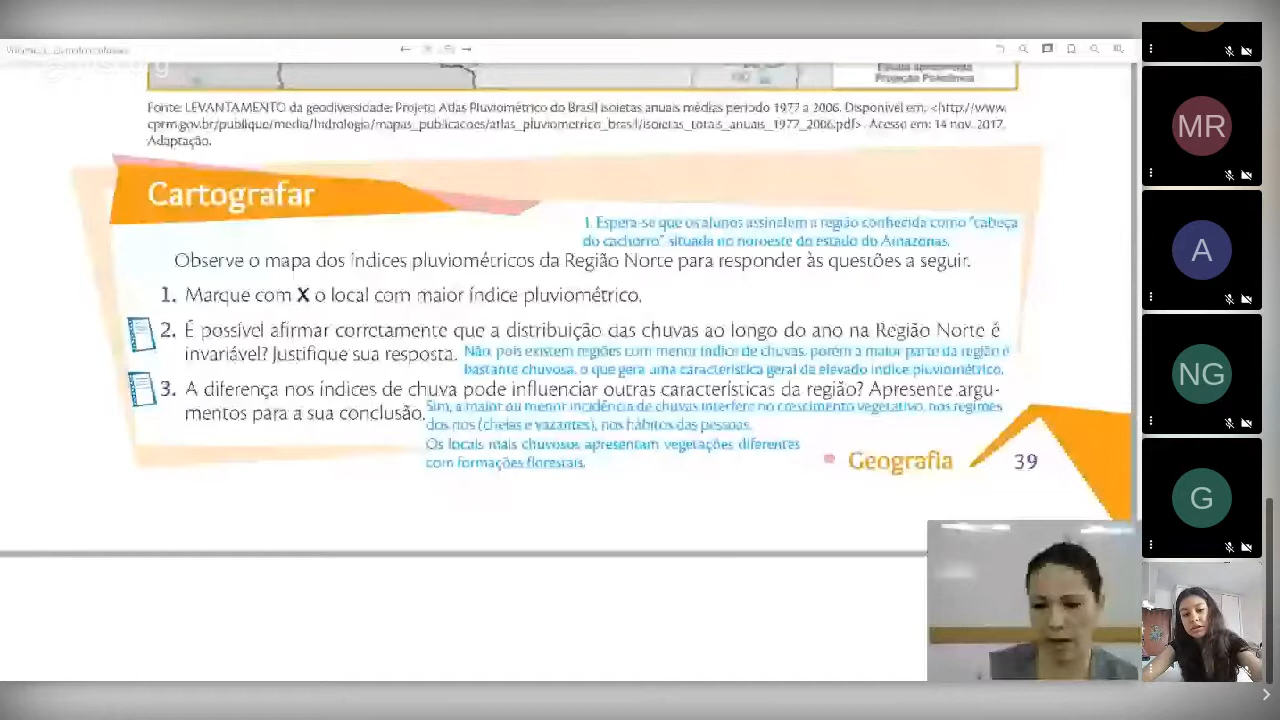 Estado Apresentado
Projeção Policônica
Fonte: LEVANTAMENTO da geodiversidade: Projeto Atlas Pluviométrico do Brasil isoietas anuais médias período 1977 a 2006. Disponível em: <http://www.
cprm.gov.br/publique/media/hidrologia/mapas_publicacoes/atlas_pluviometrico_brasil/isoietas_totais_anuais_1977_2006.pdf>. Acesso em: 14 nov. 2017.
Adaptação.
Cartografar
1. Espera-se que os alunos assinalem a região conhecida como "cabeça
do cachorro" situada no noroeste do estado do Amazonas.
Observe o mapa dos índices pluviométricos da Região Norte para responder às questões a seguir.
1. Marque com X o local com maior índice pluviométrico.
2. É possível afirmar corretamente que a distribuição das chuvas ao longo do ano na Região Norte é
invariável? Justifique sua resposta. Não, pois existem regiões com menor índice de chuvas, porém a maior parte da região é
bastante chuvosa, o que gera uma característica geral de elevado índice pluviométrico.
3. A diferença nos índices de chuva pode influenciar outras características da região? Apresente argu-
mentos para a sua conclusão. Sim, a maior ou menor incidência de chuvas interfere no crescimento vegetativo, nos regimes
dos rios (cheias e vazantes), nos hábitos das pessoas.
Os locais mais chuvosos apresentam vegetações diferentes
com formações florestais.
Geografia 39
MR
A
NG
G